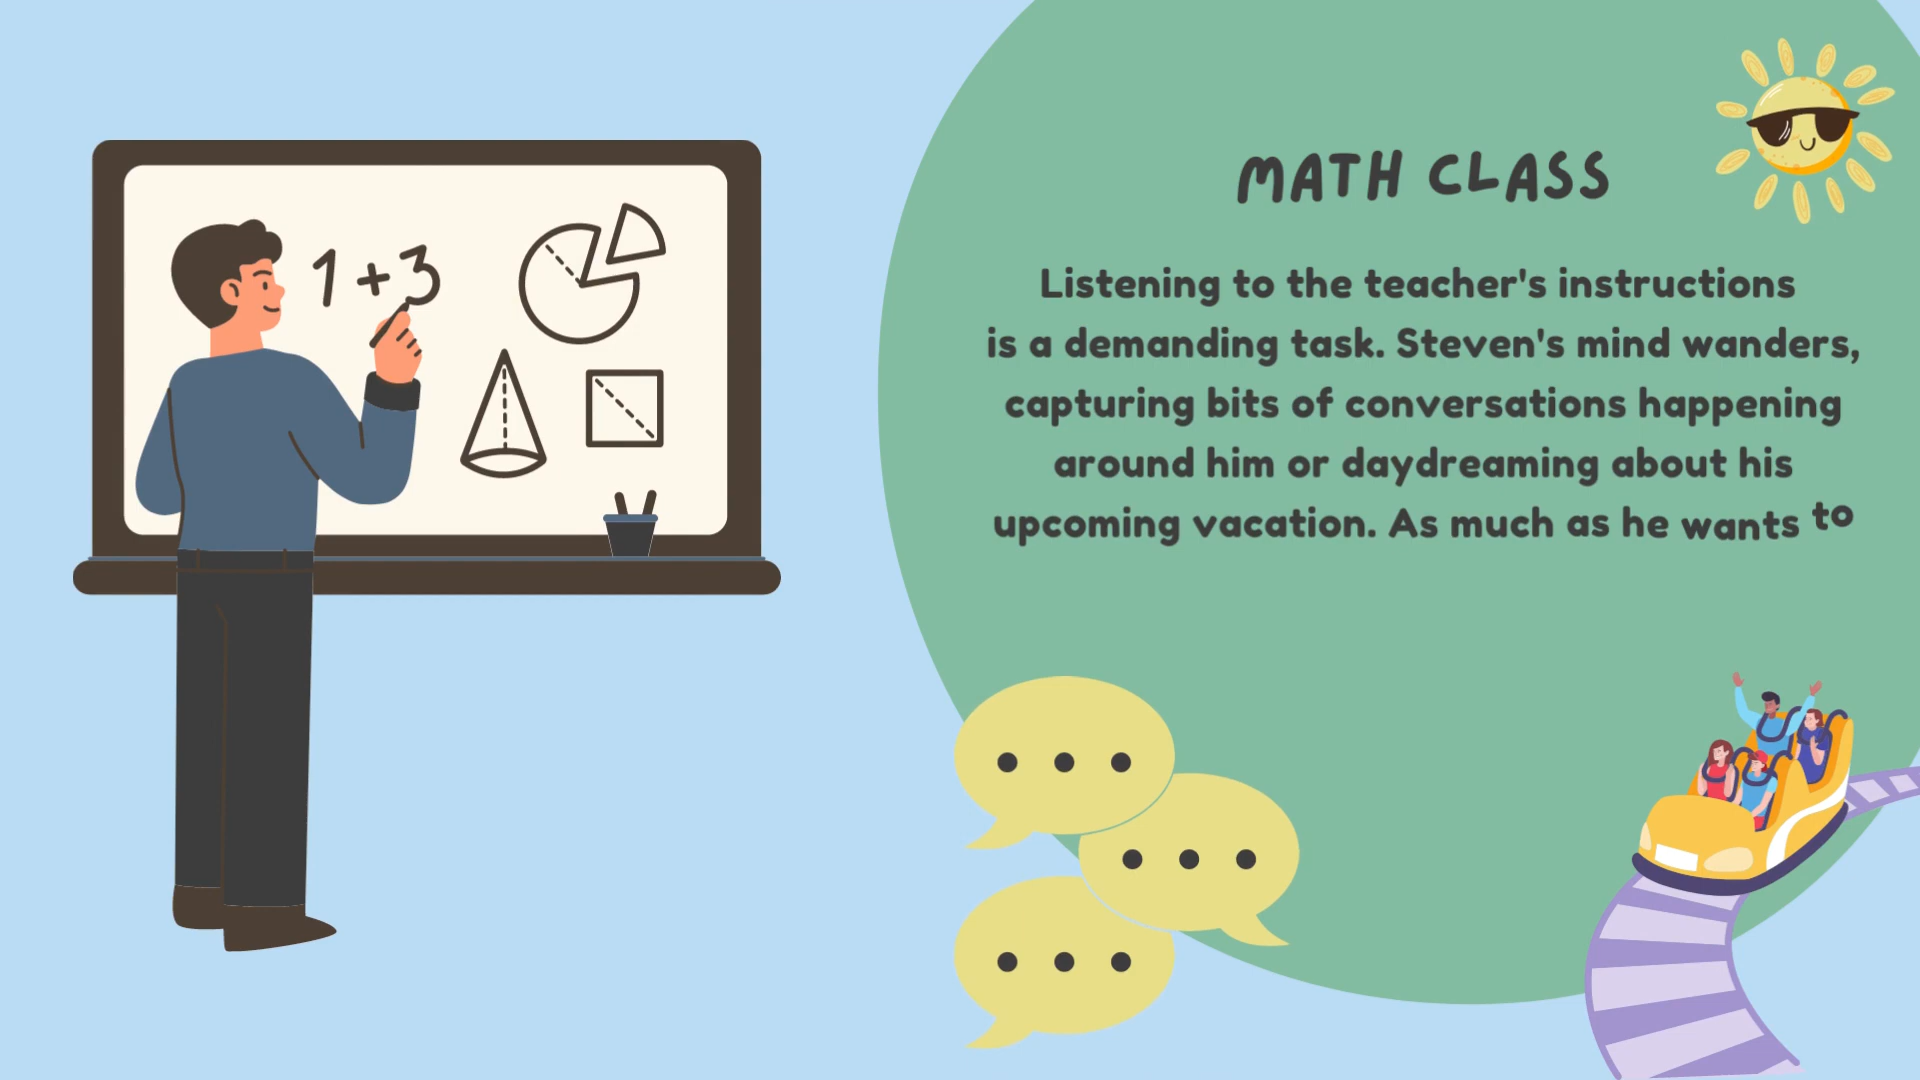 1+3
MATH CLASS
Listening to the teacher's instructions
is a demanding task. Steven's mind wanders,
capturing bits of conversations happening
around him or daydreaming about his
upcoming vacation. As much as he wants to